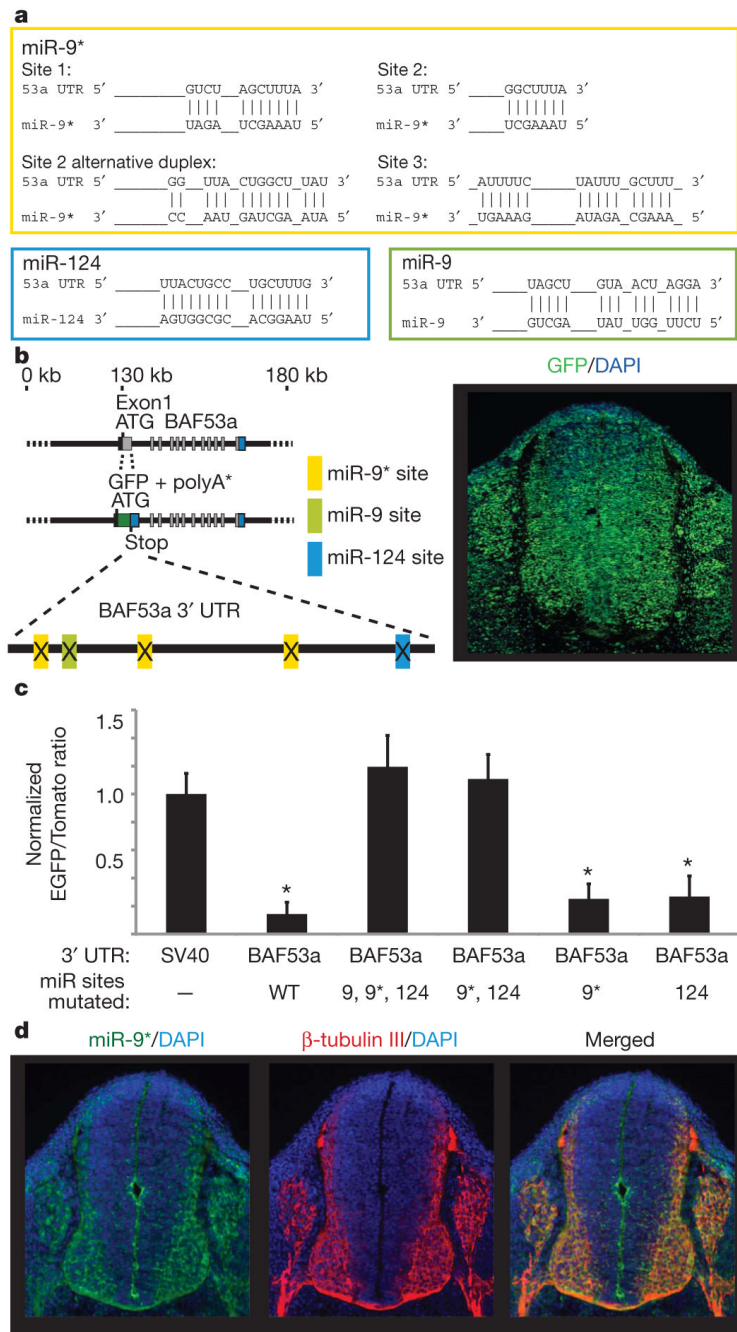 a
miR-9*
Site 1:
53a UTR 5′ _______GUCU__AGCUUUA 3′
miR-9* 3′ _______UAGA__UCGAAAU 5′
Site 2:
53a UTR 5′ _________GGCUUUA 3′
miR-9* 3′ _________UCGAAAU 5′
Site 2 alternative duplex:
53a UTR 5′ ______GG__UUA_CUGGCU_UAU 3′
miR-9* 3′ ______CC__AAU_GAUCGA_AUA 5′
Site 3:
53a UTR 5′ _AUUUUC_____UAUUU_GCUUU_ 3′
miR-9* 3′ _UGAAAG_____AUAGA_CGAAA_ 5′
miR-124
53a UTR 5′ _____UUACUGCC__UGCUUUG 3′
miR-124 3′ _____AGUGGCGC__ACGGAAU 5′
miR-9
53a UTR 5′ ____UAGCU___GUA_ACU_AGGA 3′
miR-9 3′ ____GUCGA___UAU_UGG_UUCU 5′
b
0 kb 130 kb 180 kb
Exon1
ATG BAF53a
GFP + polyA*
ATG
Stop
BAF53a 3′ UTR
miR-9* site
miR-9 site
miR-124 site
GFP/DAPI
c
Normalized
EGFP/Tomato ratio
1.5
1.0
0.5
* * *
3′ UTR: SV40 BAF53a BAF53a BAF53a BAF53a BAF53a
miR sites
mutated: — WT 9, 9*, 124 9*, 124 9* 124
d
miR-9*/DAPI β-tubulin III/DAPI Merged